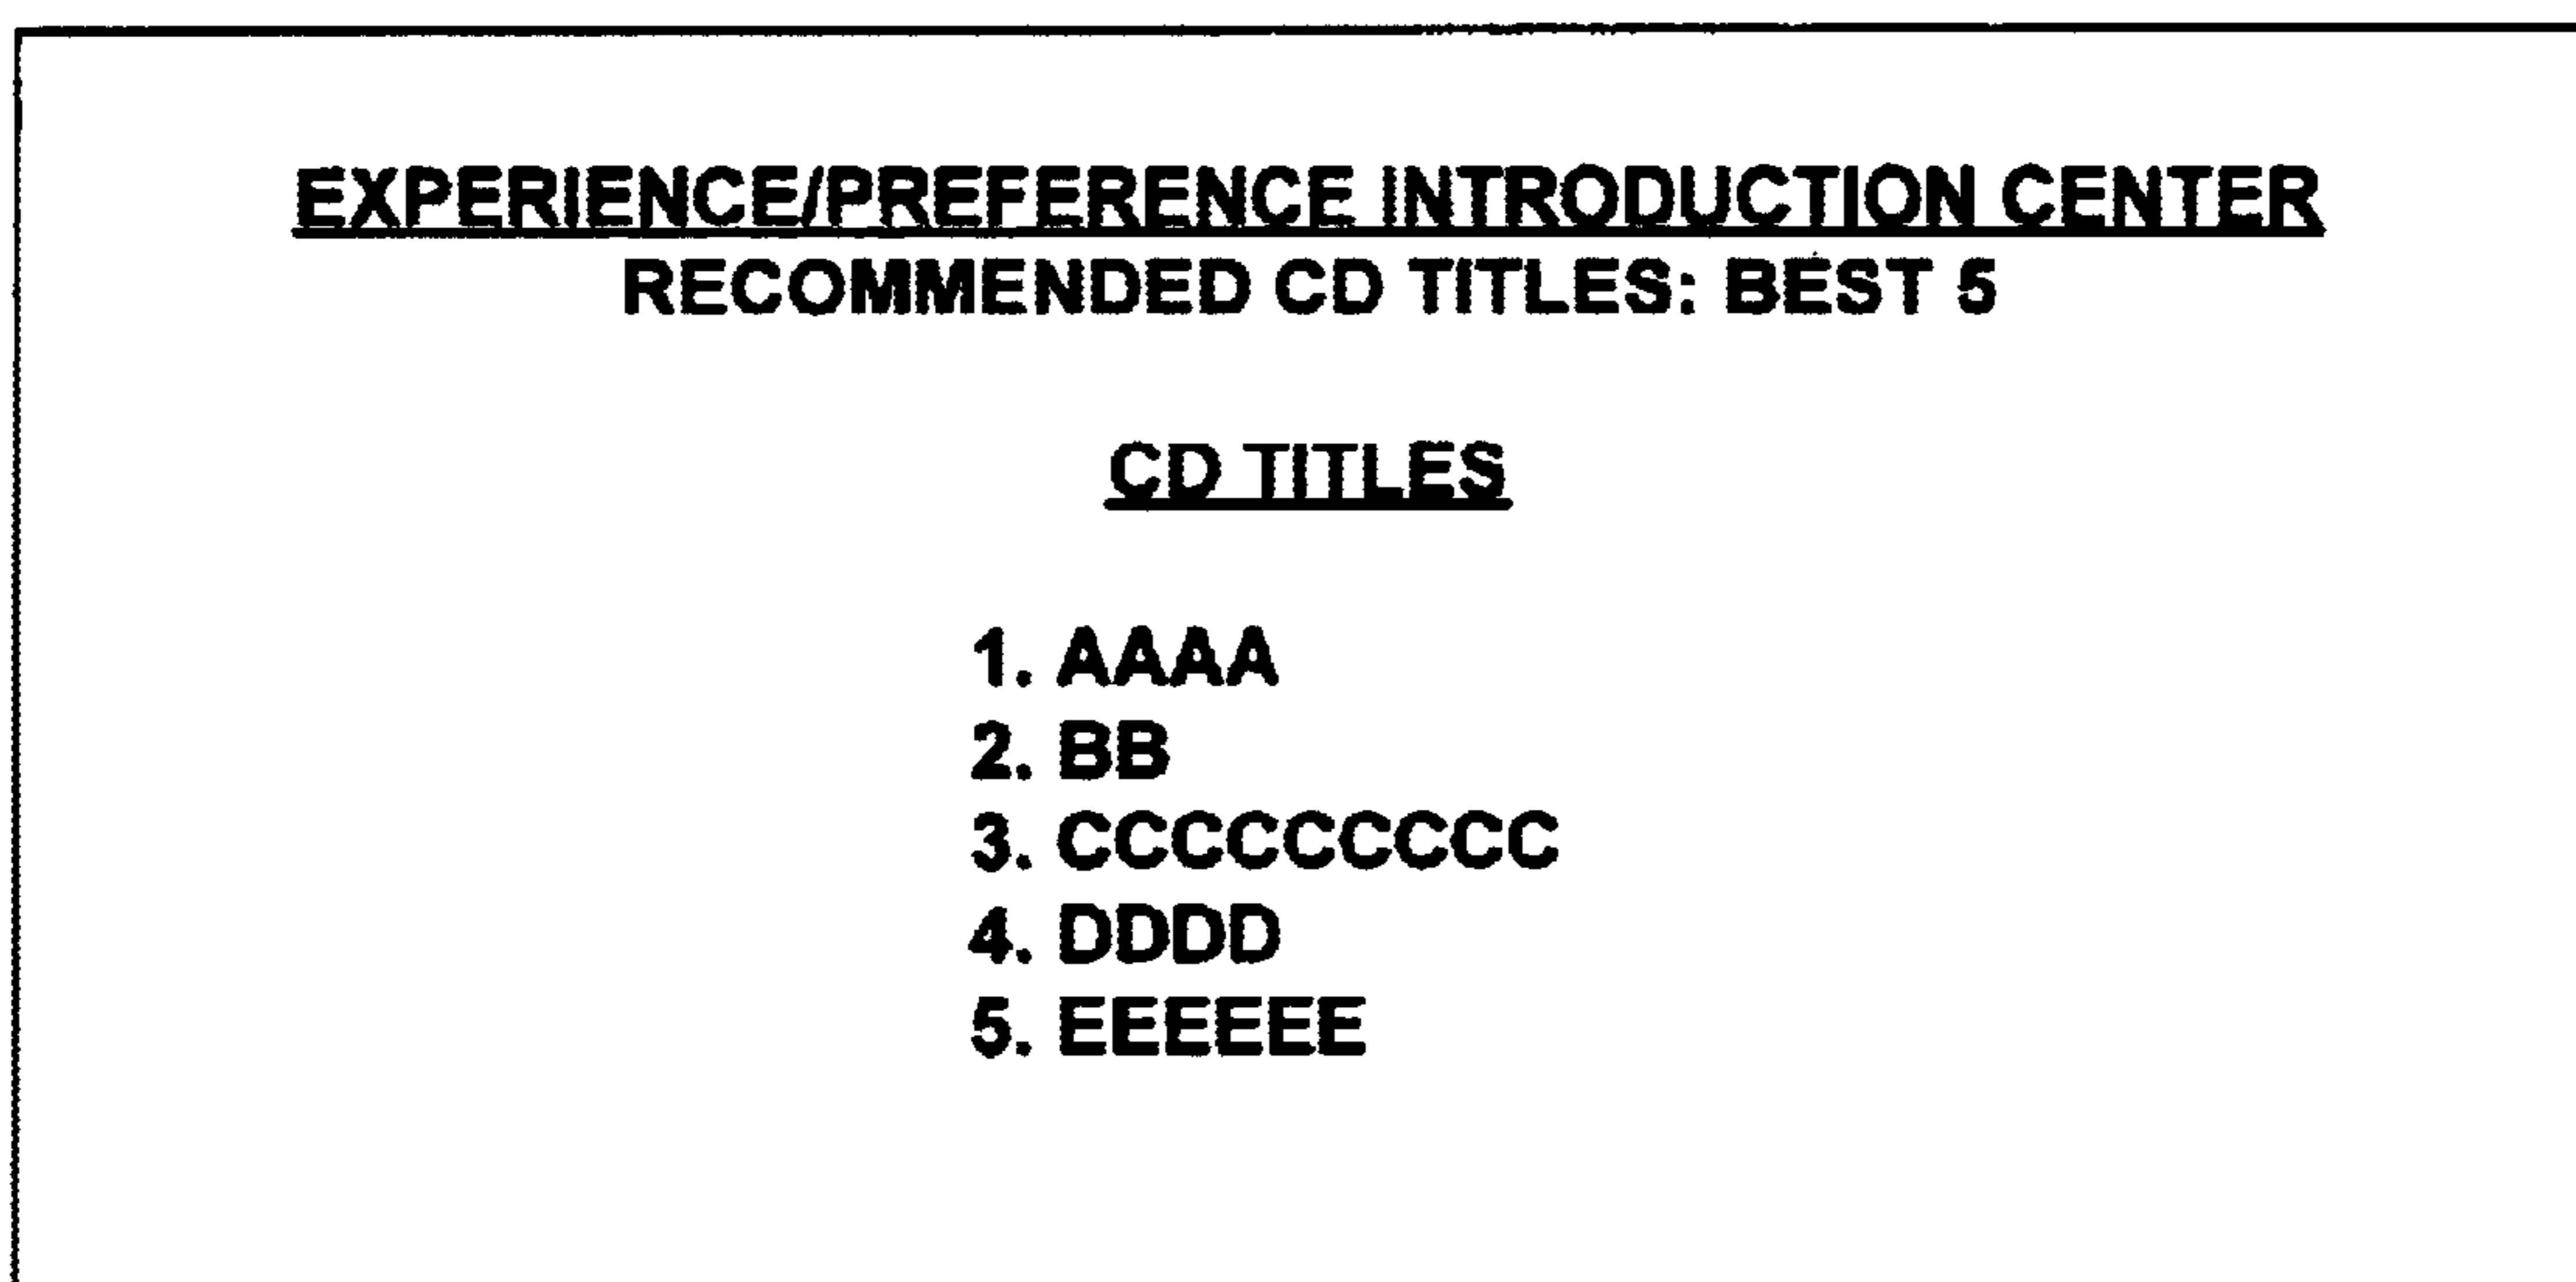 EXPERIENCE/PREFERENCE INTRODUCTION CENTER
RECOMMENDED CD TITLES: BEST 5
CD TITLES
1. AAAA
2. BB
3. CCCCCCCCC
4. DDDD
5. EEEEEE